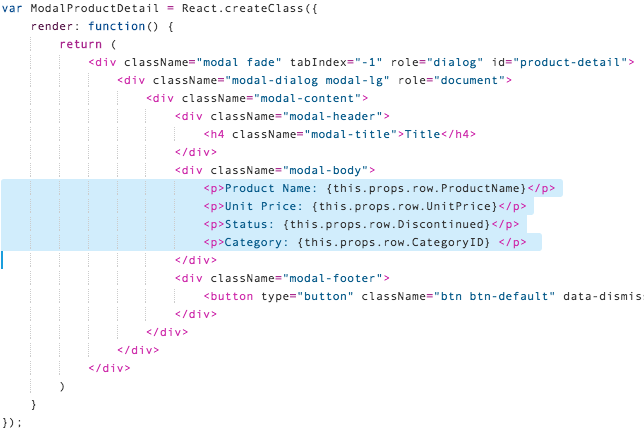 var ModalProductDetail = React.createClass({
    render: function() {
        return (
            <div className="modal fade" tabIndex="-1" role="dialog" id="product-detail">
                <div className="modal-dialog modal-lg" role="document">
                    <div className="modal-content">
                        <div className="modal-header">
                            <h4 className="modal-title">Title</h4>
                        </div>
                        <div className="modal-body">
                            <p>Product Name: {this.props.row.ProductName}</p>
                            <p>Unit Price: {this.props.row.UnitPrice}</p>
                            <p>Status: {this.props.row.Discontinued}</p>
                            <p>Category: {this.props.row.CategoryID} </p>
                        </div>
                        <div className="modal-footer">
                            <button type="button" className="btn btn-default" data-dismis
                        </div>
                    </div>
                </div>
            </div>
        )
    }
});